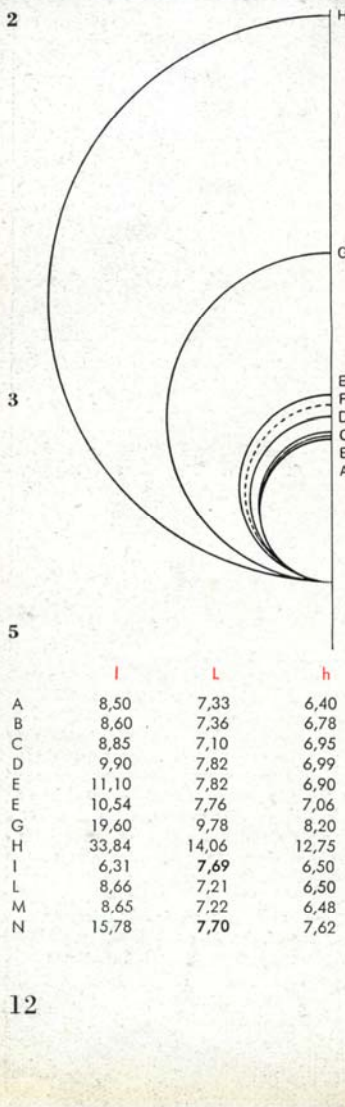 2
H
G
3
E
F
D
C
B
A
5
l L h
A 8,50 7,33 6,40
B 8,60 7,36 6,78
C 8,85 7,10 6,95
D 9,90 7,82 6,99
E 11,10 7,82 6,90
E 10,54 7,76 7,06
G 19,60 9,78 8,20
H 33,84 14,06 12,75
I 6,31 7,69 6,50
L 8,66 7,21 6,50
M 8,65 7,22 6,48
N 15,78 7,70 7,62
12